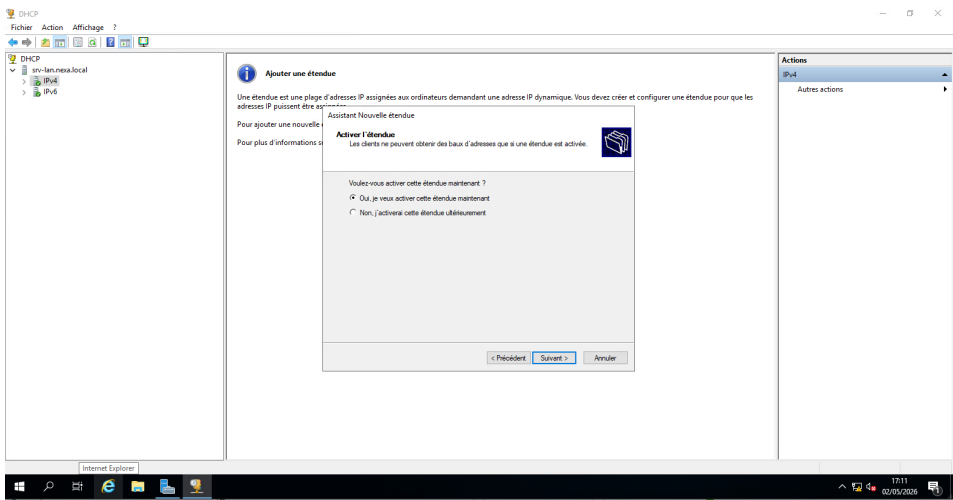 DHCP
Fichier Action Affichage ?
DHCP
srv-lan.nexa.local
IPv4
IPv6
Ajouter une étendue
Une étendue est une plage d'adresses IP assignées aux ordinateurs demandant une adresse IP dynamique. Vous devez créer et configurer une étendue pour que les
adresses IP puissent être
Pour ajouter une nouvelle
Pour plus d'informations
Assistant Nouvelle étendue
Activer l'étendue
Les clients ne peuvent obtenir des baux d'adresses que si une étendue est activée.
Voulez-vous activer cette étendue maintenant ?
Oui, je veux activer cette étendue maintenant
Non, j'activerai cette étendue ultérieurement
< Précédent
Suivant >
Annuler
Actions
IPv4
Autres actions
Internet Explorer
17:11
02/05/2026